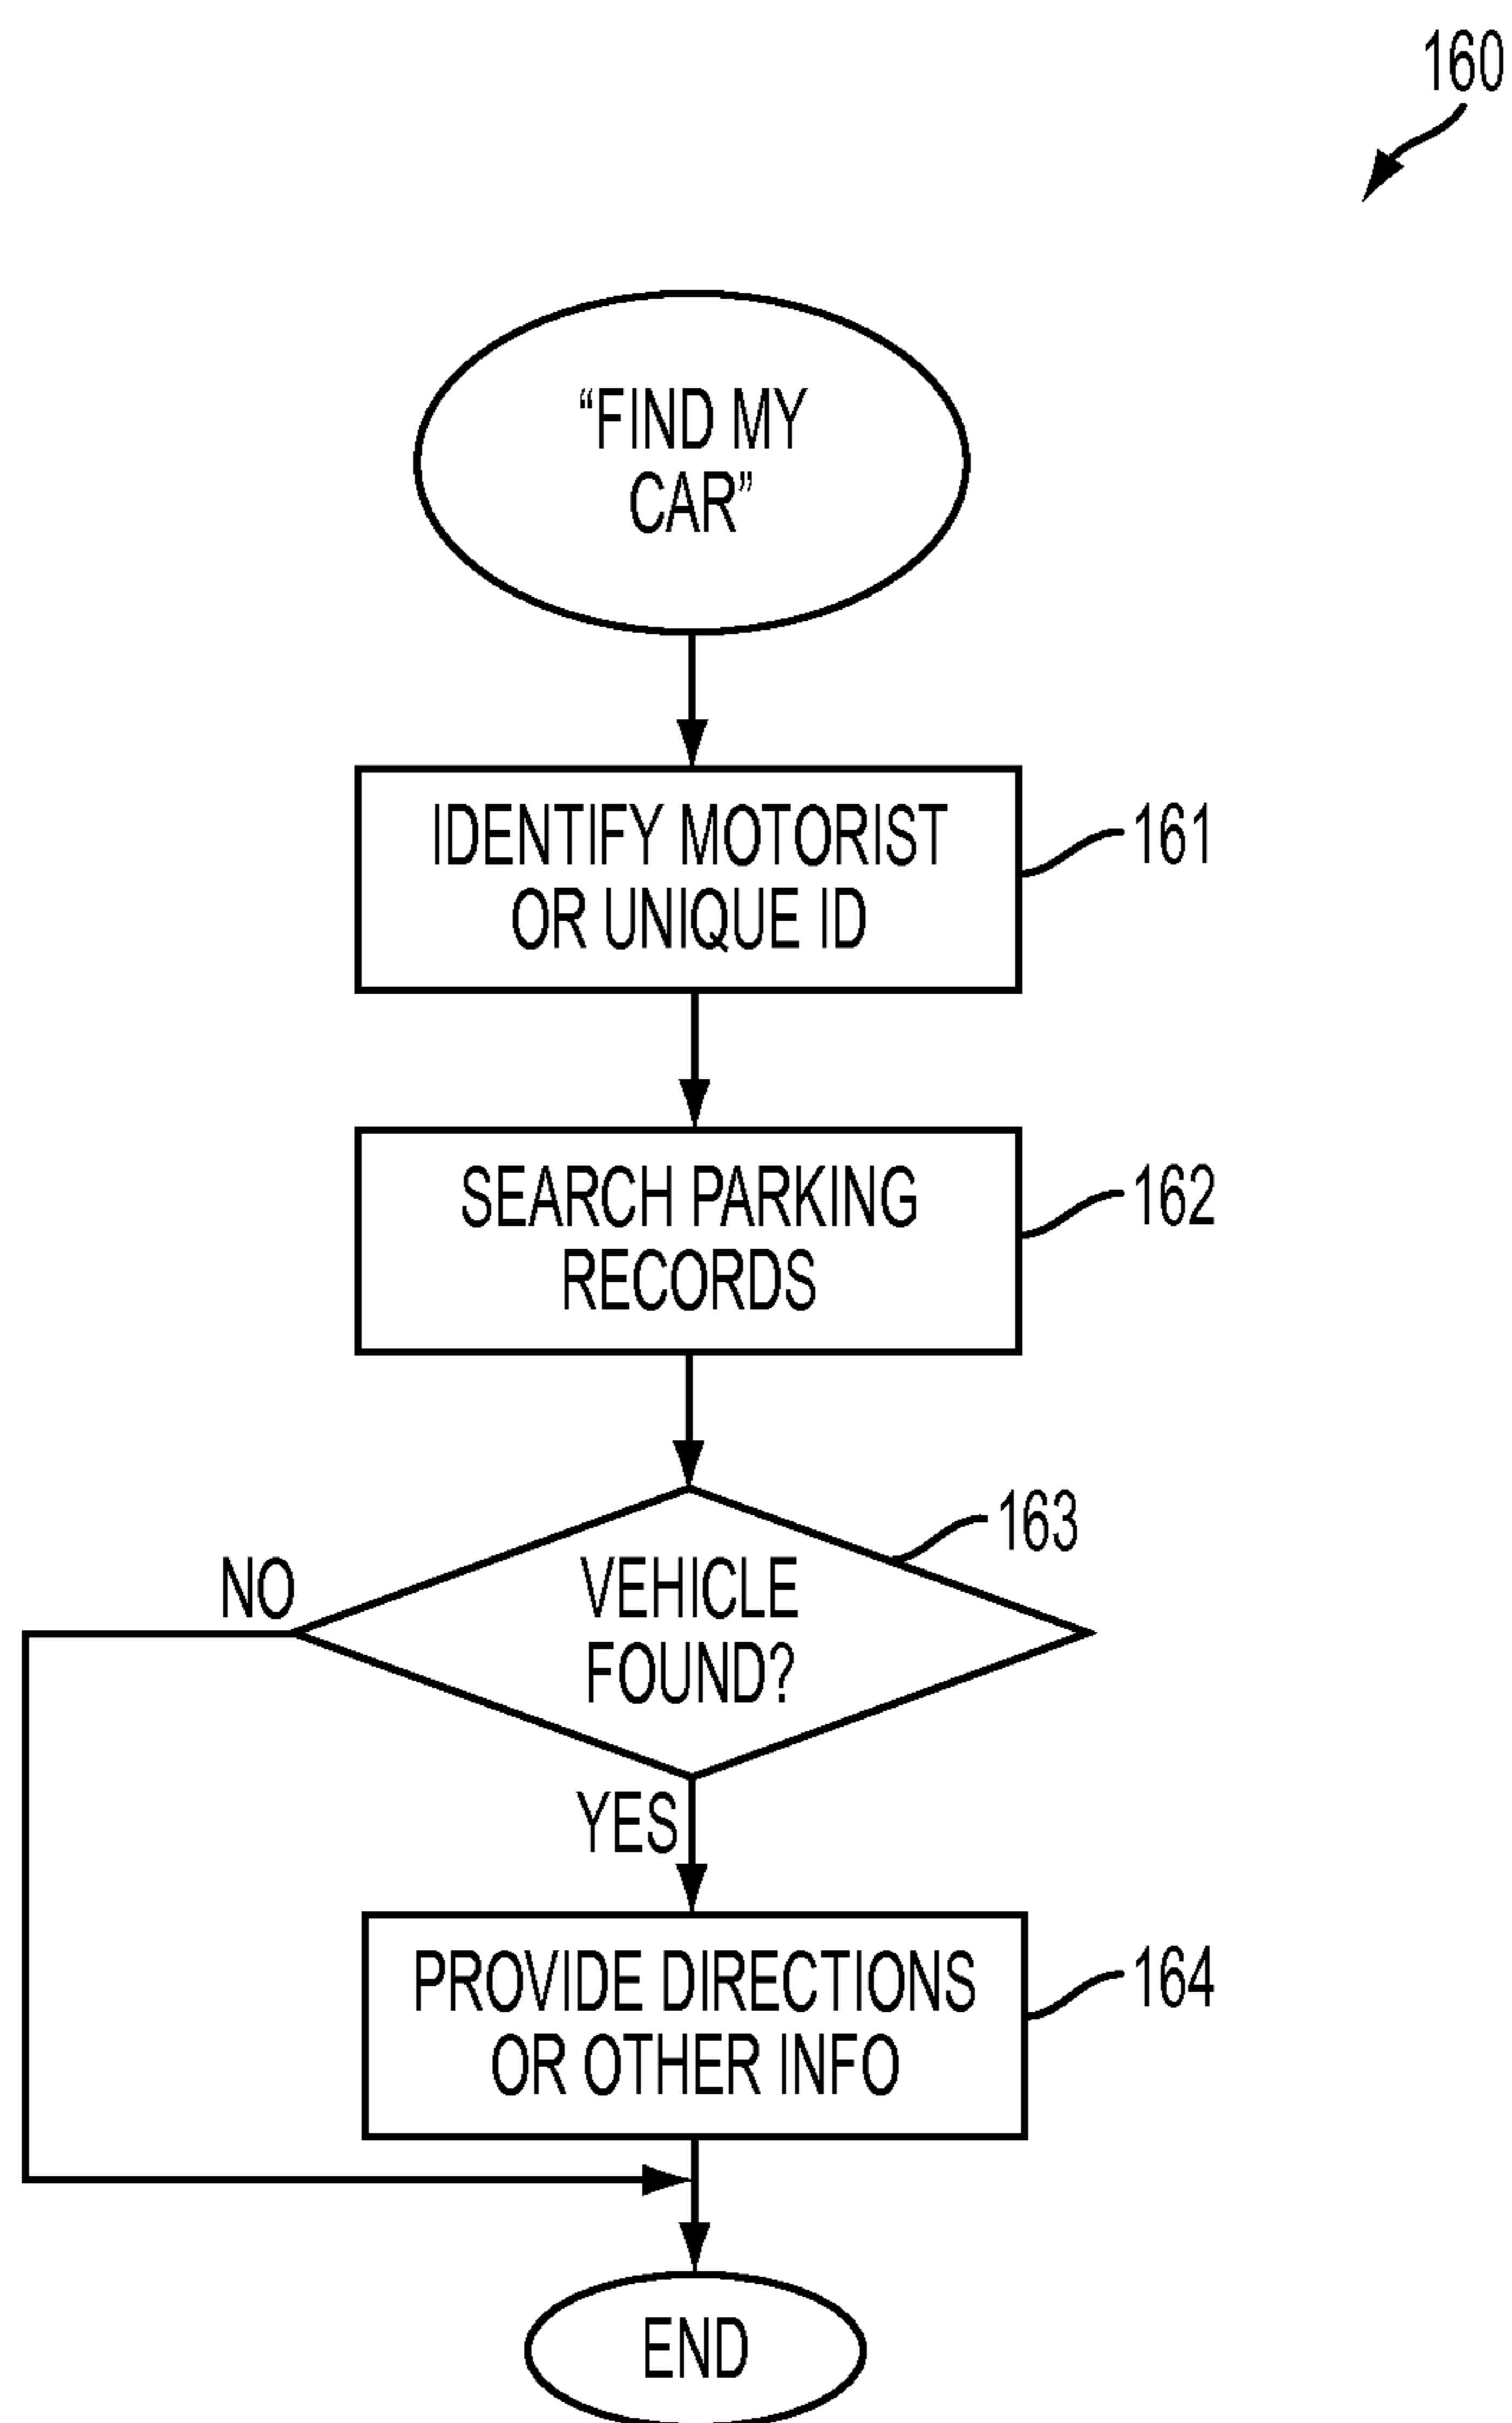 160
“FIND MY
CAR”
IDENTIFY MOTORIST
OR UNIQUE ID
161
SEARCH PARKING
RECORDS
162
163
NO
VEHICLE
FOUND?
YES
PROVIDE DIRECTIONS
OR OTHER INFO
164
END